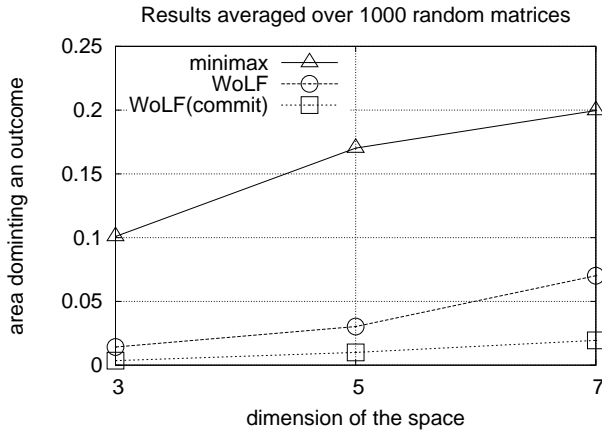 Results averaged over 1000 random matrices
0.25
0.2
0.15
0.1
0.05
0
minimax
WoLF
WoLF(commit)
area dominting an outcome
3
5
7
dimension of the space